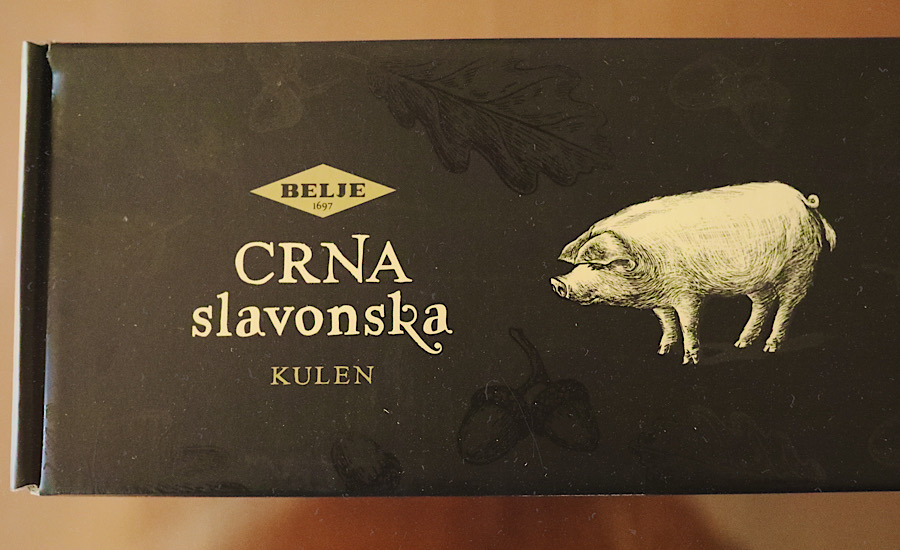 BELJE
1697
CRNA
slavonska
KULEN